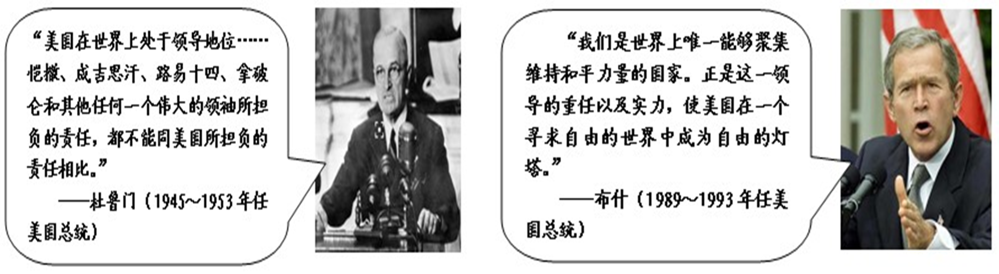 “美国在世界上处于领导地位……
恺撒、成吉思汗、路易十四、拿破
仑和其他任何一个伟大的领袖所担
负的责任，都不能同美国所担负的
责任相比。”
——杜鲁门（1945～1953年任
美国总统）
“我们是世界上唯一能够聚集
维持和平力量的国家。正是这一领
导的重任以及实力，使美国在一个
寻求自由的世界中成为自由的灯
塔。”
——布什（1989～1993年任美
国总统）